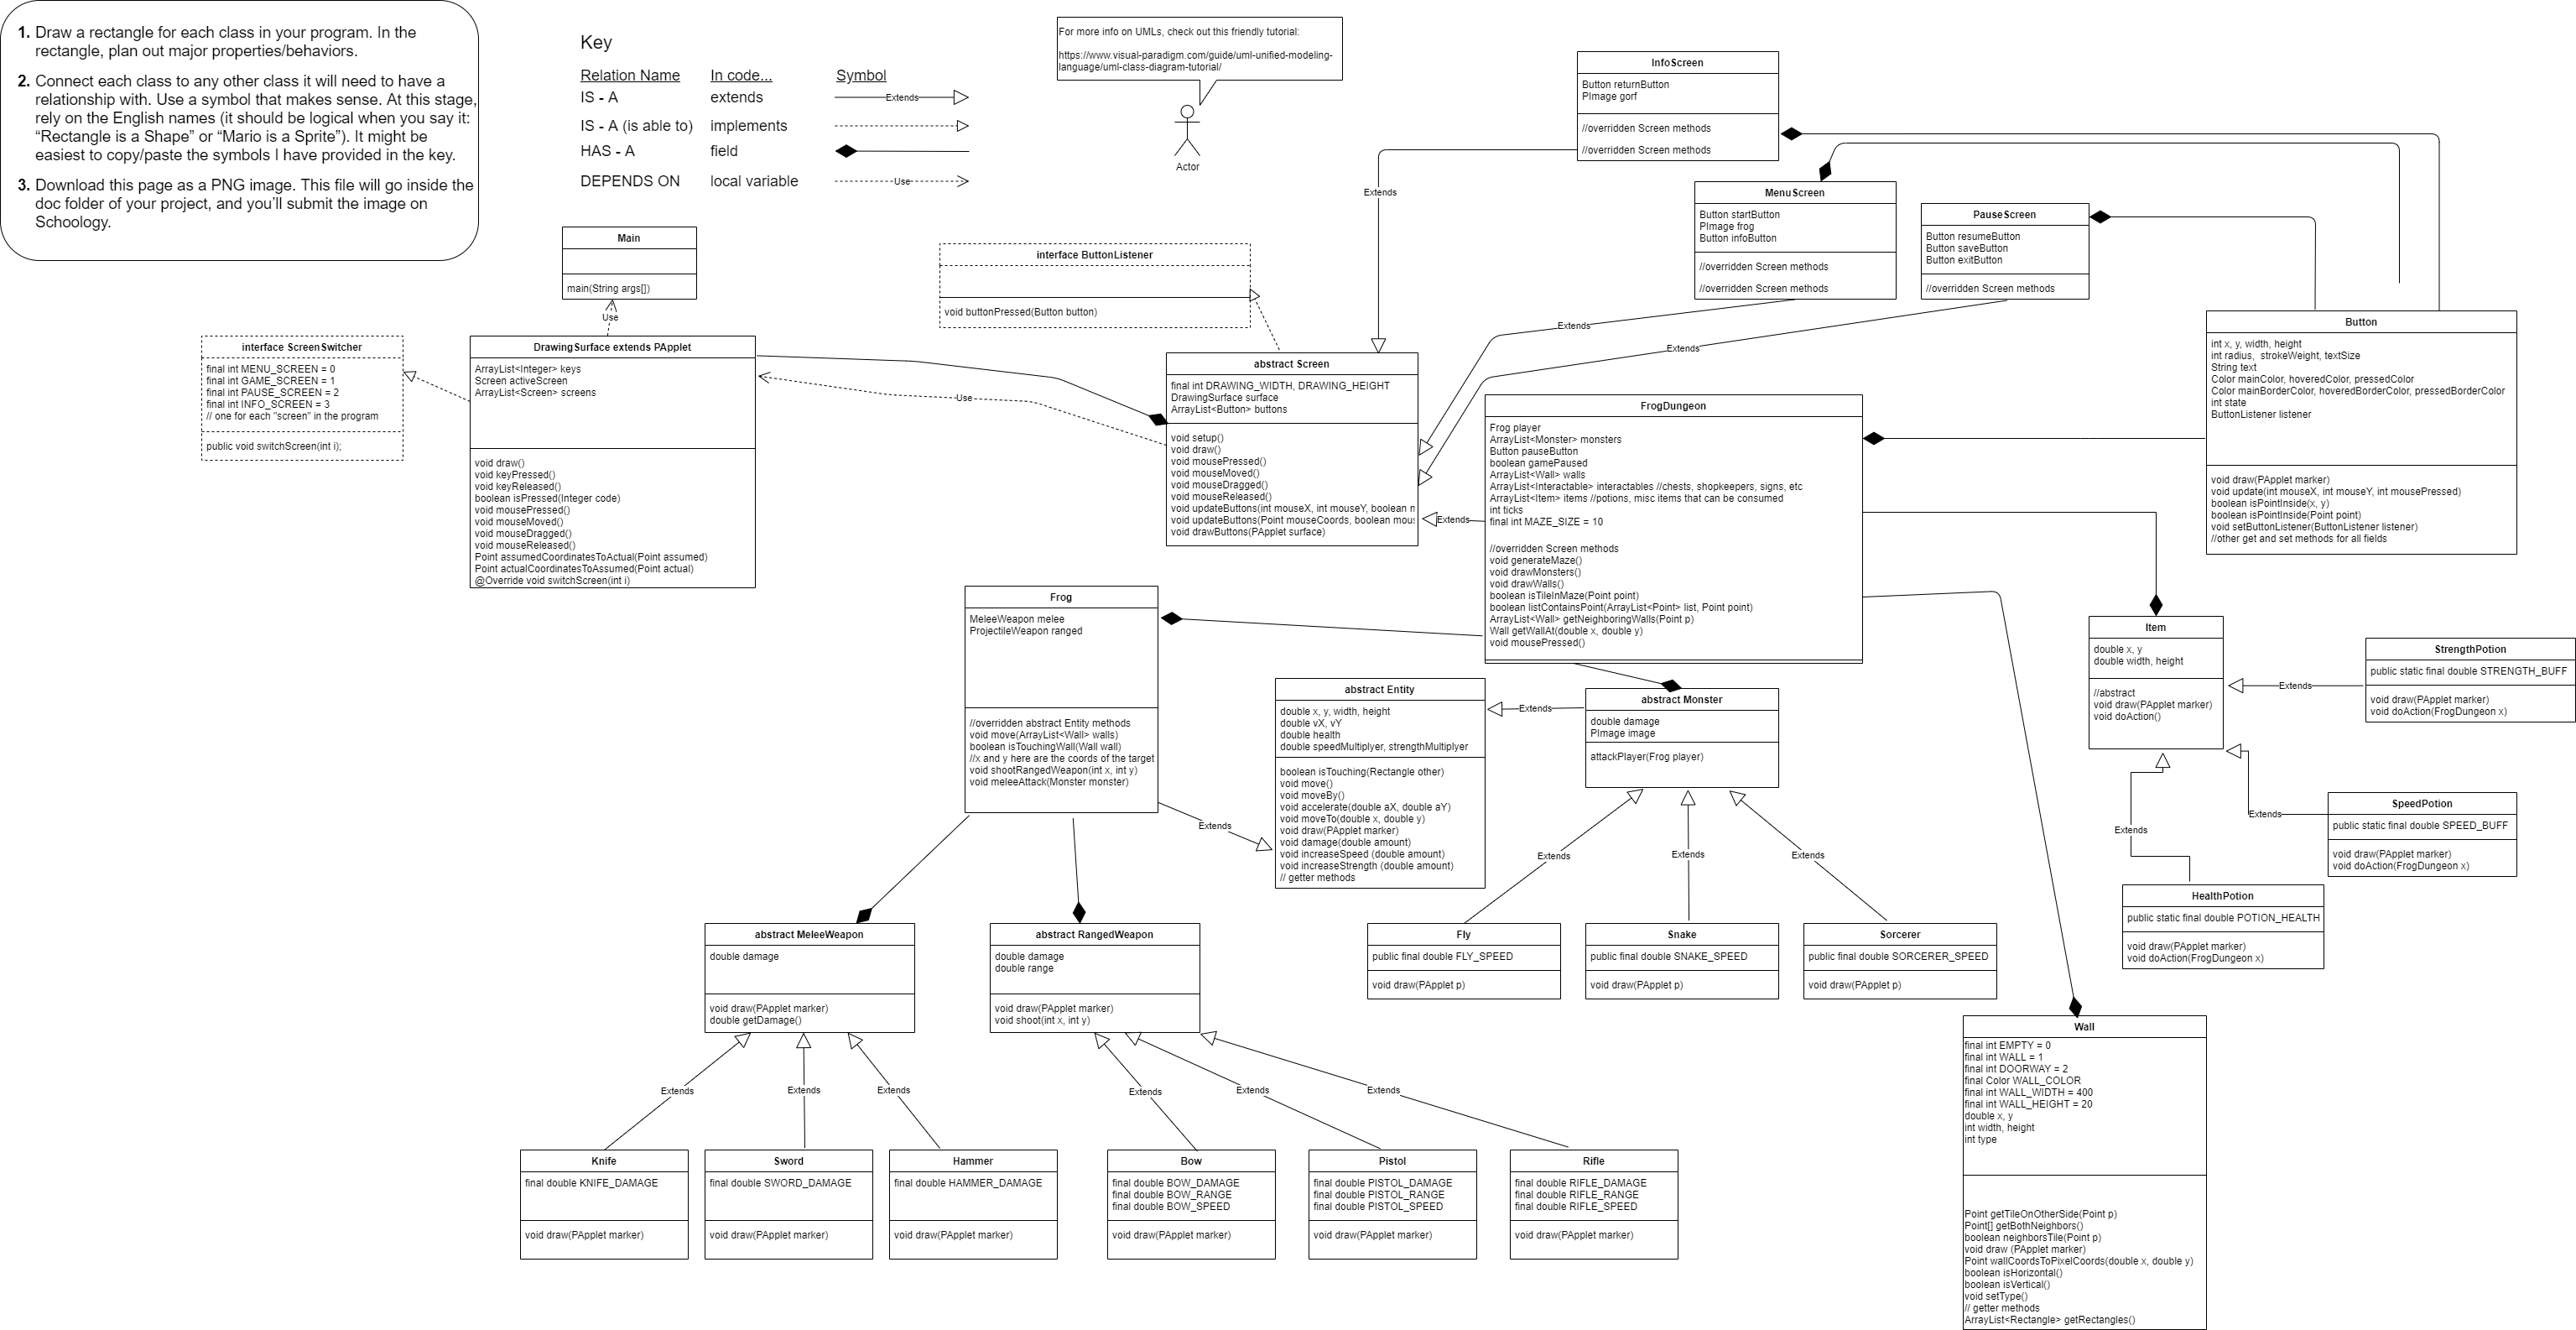 1. Draw a rectangle for each class in your program. In the
rectangle, plan out major properties/behaviors.
2. Connect each class to any other class it will need to have a
relationship with. Use a symbol that makes sense. At this stage,
rely on the English names (it should be logical when you say it:
“Rectangle is a Shape” or “Mario is a Sprite”). It might be
easiest to copy/paste the symbols I have provided in the key.
3. Download this page as a PNG image. This file will go inside the
doc folder of your project, and you’ll submit the image on
Schoology.
Key
Relation Name In code... Symbol
IS - A extends Extends
IS - A (is able to) implements
HAS - A field
DEPENDS ON local variable Use
For more info on UMLs, check out this friendly tutorial:
https://www.visual-paradigm.com/guide/uml-unified-modeling-
language/uml-class-diagram-tutorial/
Actor
InfoScreen
Button returnButton
PImage gorf
//overridden Screen methods
//overridden Screen methods
Extends
MenuScreen
Button startButton
PImage frog
Button infoButton
//overridden Screen methods
//overridden Screen methods
Extends
PauseScreen
Button resumeButton
Button saveButton
Button exitButton
//overridden Screen methods
Extends
Main
main(String args[])
Use
interface ButtonListener
void buttonPressed(Button button)
interface ScreenSwitcher
final int MENU_SCREEN = 0
final int GAME_SCREEN = 1
final int PAUSE_SCREEN = 2
final int INFO_SCREEN = 3
// one for each "screen" in the program
public void switchScreen(int i);
DrawingSurface extends PApplet
ArrayList<Integer> keys
Screen activeScreen
ArrayList<Screen> screens
void draw()
void keyPressed()
void keyReleased()
boolean isPressed(Integer code)
void mousePressed()
void mouseMoved()
void mouseDragged()
void mouseReleased()
Point assumedCoordinatesToActual(Point assumed)
Point actualCoordinatesToAssumed(Point actual)
@Override void switchScreen(int i)
Use
abstract Screen
final int DRAWING_WIDTH, DRAWING_HEIGHT
DrawingSurface surface
ArrayList<Button> buttons
void setup()
void draw()
void mousePressed()
void mouseMoved()
void mouseDragged()
void mouseReleased()
void updateButtons(int mouseX, int mouseY, boolean
void updateButtons(Point mouseCoords, boolean
void drawButtons(PApplet surface)
Extends
FrogDungeon
Frog player
ArrayList<Monster> monsters
Button pauseButton
boolean gamePaused
ArrayList<Wall> walls
ArrayList<Interactable> interactables //chests, shopkeepers, signs, etc
ArrayList<Item> items //potions, misc items that can be consumed
int ticks
final int MAZE_SIZE = 10
//overridden Screen methods
void generateMaze()
void drawMonsters()
void drawWalls()
boolean isTileInMaze(Point point)
boolean listContainsPoint(ArrayList<Point> list, Point point)
ArrayList<Wall> getNeighboringWalls(Point p)
Wall getWallAt(double x, double y)
void mousePressed()
Button
int x, y, width, height
int radius, strokeWeight, textSize
String text
Color mainColor, hoveredColor, pressedColor
Color mainBorderColor, hoveredBorderColor, pressedBorderColor
int state
ButtonListener listener
void draw(PApplet marker)
void update(int mouseX, int mouseY, int mousePressed)
boolean isPointInside(x, y)
boolean isPointInside(Point point)
void setButtonListener(ButtonListener listener)
//other get and set methods for all fields
Frog
MeleeWeapon melee
ProjectileWeapon ranged
//overridden abstract Entity methods
void move(ArrayList<Wall> walls)
boolean isTouchingWall(Wall wall)
//x and y here are the coords of the target
void shootRangedWeapon(int x, int y)
void meleeAttack(Monster monster)
Extends
abstract Entity
double x, y, width, height
double vX, vY
double health
double speedMultiplyer, strengthMultiplyer
boolean isTouching(Rectangle other)
void move()
void moveBy()
void accelerate(double aX, double aY)
void moveTo(double x, double y)
void draw(PApplet marker)
void damage(double amount)
void increaseSpeed (double amount)
void increaseStrength (double amount)
// getter methods
Extends
abstract Monster
double damage
PImage image
attackPlayer(Frog player)
Extends
Extends
Extends
Item
double x, y
double width, height
//abstract
void draw(PApplet marker)
void doAction()
Extends
StrengthPotion
public static final double STRENGTH_BUFF
void draw(PApplet marker)
void doAction(FrogDungeon x)
Extends
SpeedPotion
public static final double SPEED_BUFF
void draw(PApplet marker)
void doAction(FrogDungeon x)
Extends
HealthPotion
public static final double POTION_HEALTH
void draw(PApplet marker)
void doAction(FrogDungeon x)
abstract MeleeWeapon
double damage
void draw(PApplet marker)
double getDamage()
abstract RangedWeapon
double damage
double range
void draw(PApplet marker)
void shoot(int x, int y)
Fly
public final double FLY_SPEED
void draw(PApplet p)
Snake
public final double SNAKE_SPEED
void draw(PApplet p)
Sorcerer
public final double SORCERER_SPEED
void draw(PApplet p)
Extends
Extends
Extends
Extends
Extends
Extends
Knife
final double KNIFE_DAMAGE
void draw(PApplet marker)
Sword
final double SWORD_DAMAGE
void draw(PApplet marker)
Hammer
final double HAMMER_DAMAGE
void draw(PApplet marker)
Bow
final double BOW_DAMAGE
final double BOW_RANGE
final double BOW_SPEED
void draw(PApplet marker)
Pistol
final double PISTOL_DAMAGE
final double PISTOL_RANGE
final double PISTOL_SPEED
void draw(PApplet marker)
Rifle
final double RIFLE_DAMAGE
final double RIFLE_RANGE
final double RIFLE_SPEED
void draw(PApplet marker)
Wall
final int EMPTY = 0
final int WALL = 1
final int DOORWAY = 2
final Color WALL_COLOR
final int WALL_WIDTH = 400
final int WALL_HEIGHT = 20
double x, y
int width, height
int type
Point getTileOnOtherSide(Point p)
Point[] getBothNeighbors()
boolean neighborsTile(Point p)
void draw (PApplet marker)
Point wallCoordsToPixelCoords(double x, double y)
boolean isHorizontal()
boolean isVertical()
void setType()
// getter methods
ArrayList<Rectangle> getRectangles()